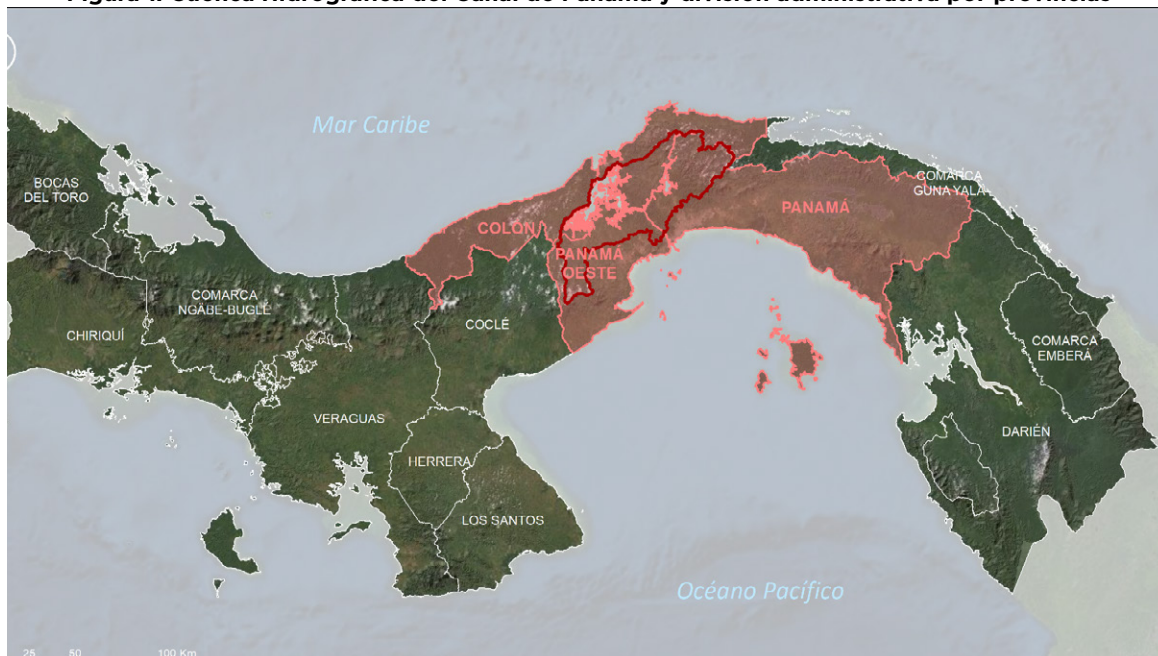 Figura 1. Cuenca Hidrográfica del Canal de Panamá y división administrativa por provincias
Mar Caribe
BOCAS
DEL TORO
COMARCA
GUNA YALA
PANAMÁ
COLÓN
PANAMÁ
OESTE
COMARCA
NGÄBE-BUGLÉ
CHIRIQUÍ
COCLÉ
COMARCA
EMBERÁ
VERAGUAS
DARIÉN
HERRERA
LOS SANTOS
Océano Pacífico
25 50 100 Km